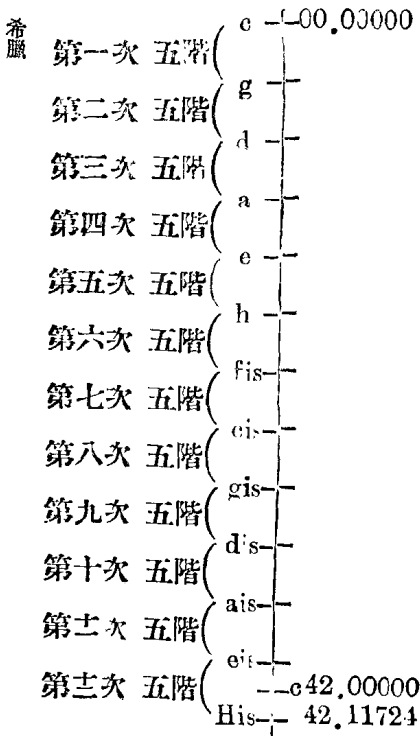 希臘
c 00.00000
第一次 五階
g
第二次 五階
d
第三次 五階
a
第四次 五階
e
第五次 五階
h
第六次 五階
fis
第七次 五階
cis
第八次 五階
gis
第九次 五階
dis
第十次 五階
ais
第十一次 五階
eis
第十二次 五階
c 42.00000
His 42.11724